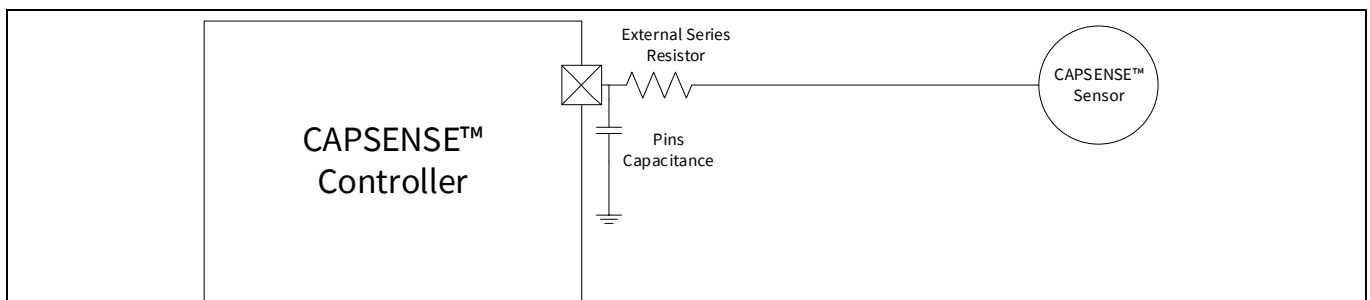 External Series
Resistor
CAPSENSE™
Sensor
CAPSENSE™
Controller
Pins
Capacitance